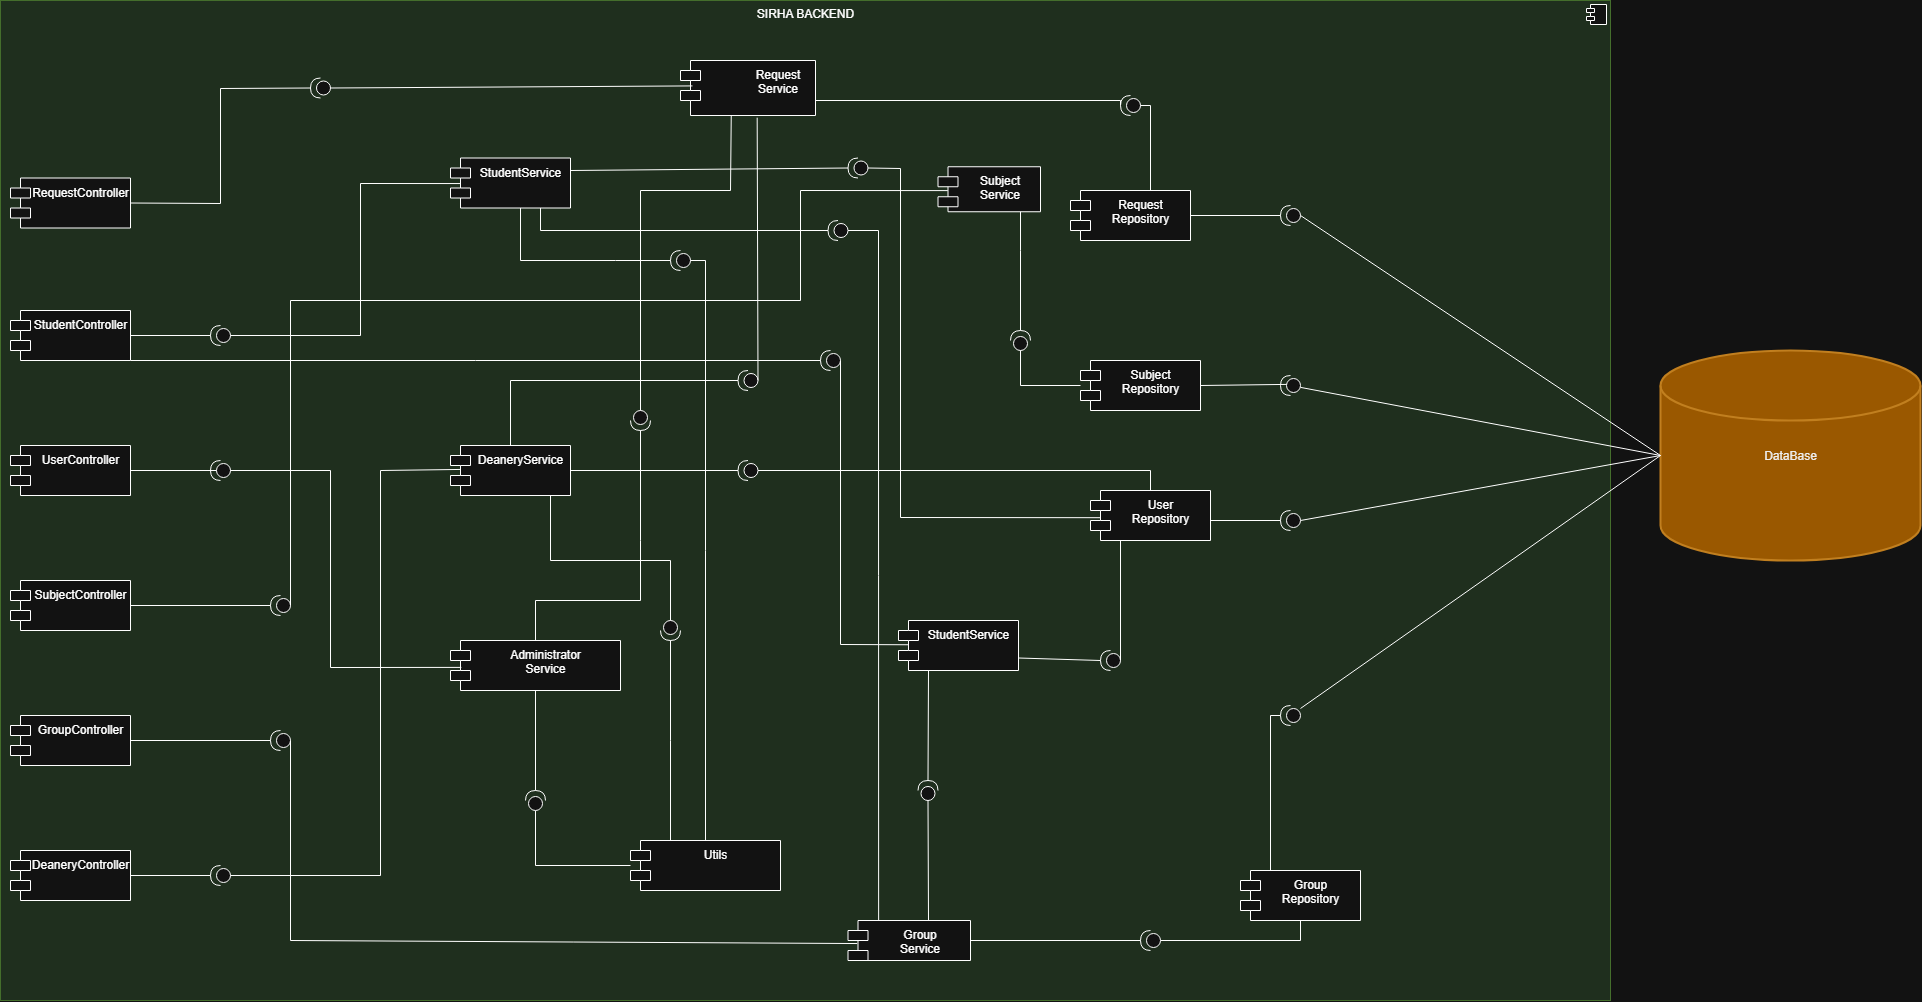 SIRHA BACKEND
Request
Service
StudentService
Subject
Service
RequestController
Request
Repository
StudentController
Subject
Repository
UserController
DeaneryService
DataBase
User
Repository
SubjectController
StudentService
Administrator
Service
GroupController
DeaneryController
Utils
Group
Repository
Group
Service